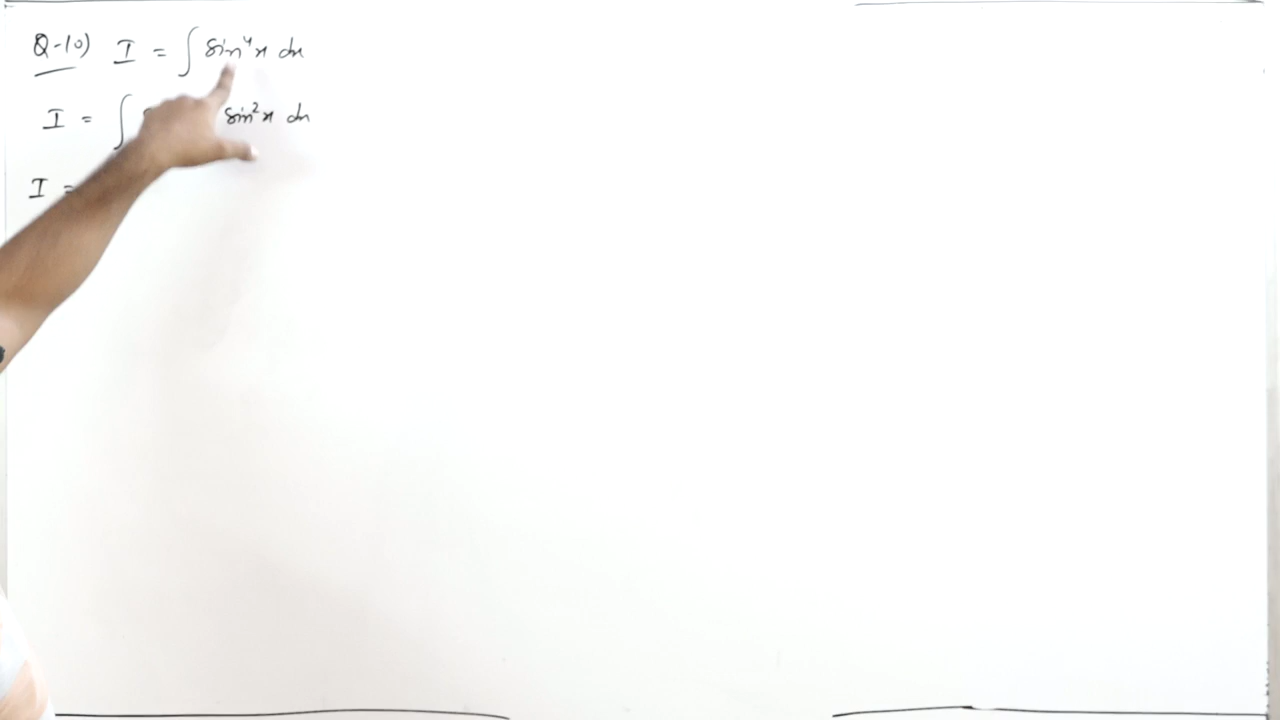 Q-10) I = ∫ sin⁴x dx
I = ∫ sin²x dx
I =